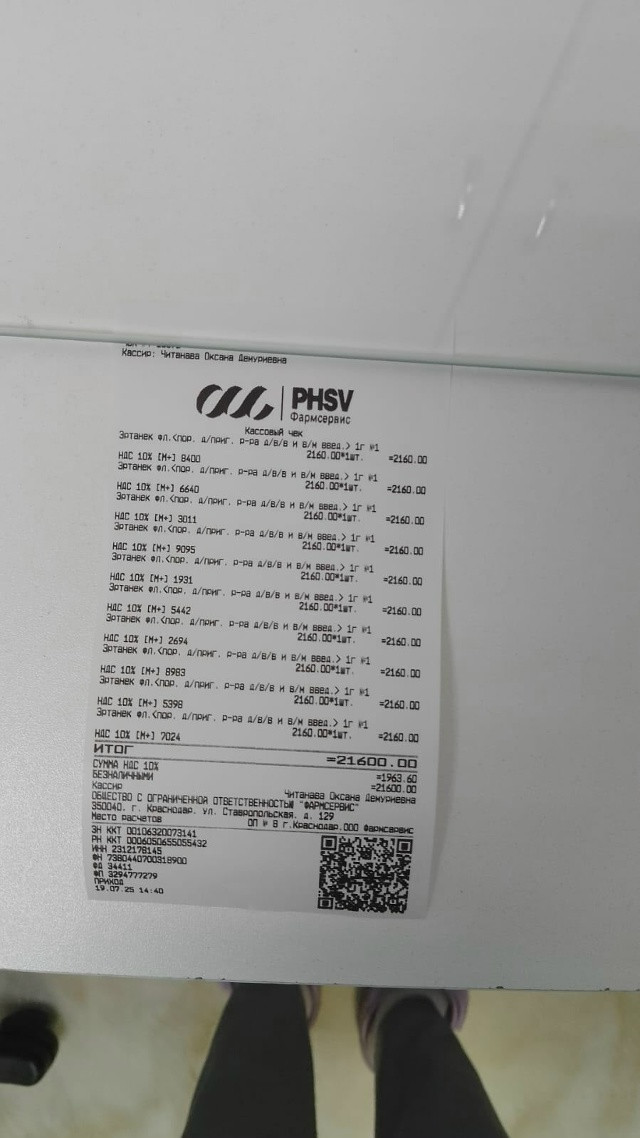 Кассир: Читанава Оксана Демуриевна
PHSV
Фармсервис
Кассовый чек
Эртанек фл.<пор. д/приг. р-ра д/в/в и в/м введ.> 1г №1
2160.00*1шт. =2160.00
НДС 10% [М+] 8400
Эртанек фл.<пор. д/приг. р-ра д/в/в и в/м введ.> 1г №1
2160.00*1шт. =2160.00
НДС 10% [М+] 6640
Эртанек фл.<пор. д/приг. р-ра д/в/в и в/м введ.> 1г №1
2160.00*1шт. =2160.00
НДС 10% [М+] 3011
Эртанек фл.<пор. д/приг. р-ра д/в/в и в/м введ.> 1г №1
2160.00*1шт. =2160.00
НДС 10% [М+] 9095
Эртанек фл.<пор. д/приг. р-ра д/в/в и в/м введ.> 1г №1
2160.00*1шт. =2160.00
НДС 10% [М+] 1931
Эртанек фл.<пор. д/приг. р-ра д/в/в и в/м введ.> 1г №1
2160.00*1шт. =2160.00
НДС 10% [М+] 5442
Эртанек фл.<пор. д/приг. р-ра д/в/в и в/м введ.> 1г №1
2160.00*1шт. =2160.00
НДС 10% [М+] 2694
Эртанек фл.<пор. д/приг. р-ра д/в/в и в/м введ.> 1г №1
2160.00*1шт. =2160.00
НДС 10% [М+] 8983
Эртанек фл.<пор. д/приг. р-ра д/в/в и в/м введ.> 1г №1
2160.00*1шт. =2160.00
НДС 10% [М+] 5398
Эртанек фл.<пор. д/приг. р-ра д/в/в и в/м введ.> 1г №1
2160.00*1шт. =2160.00
НДС 10% [М+] 7024
ИТОГ =21600.00
СУММА НДС 10% =1963.60
БЕЗНАЛИЧНЫМИ =21600.00
Кассир Читанава Оксана Демуриевна
ОБЩЕСТВО С ОГРАНИЧЕННОЙ ОТВЕТСТВЕННОСТЬЮ "ФАРМСЕРВИС"
350040, г. Краснодар, ул. Ставропольская, д. 129
Место расчетов ОП № 8 г.Краснодар,ООО Фармсервис
ЗН ККТ 00106320073141
РН ККТ 0006050655055432
ИНН 2312178145
ФН 7380440700318900
ФД 34411
ФП 3294777279
ПРИХОД
19.07.25 14:40